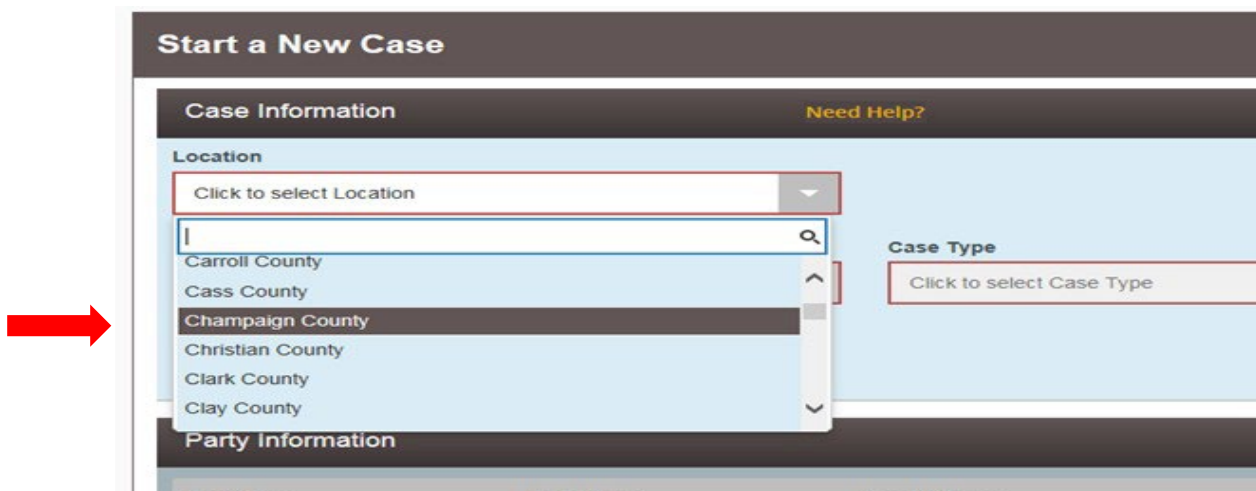 Start a New Case
Case Information
Need Help?
Location
Click to select Location
Carroll County
Cass County
Champaign County
Christian County
Clark County
Clay County
Case Type
Click to select Case Type
Party Information